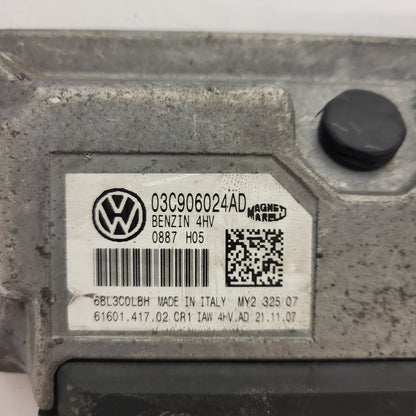 03C906024AD
MAGNETI
MARELLI
BENZIN 4HV
0887 H05
6BL3C0LBH MADE IN ITALY MY2 325 07
61601.417.02 CR1 IAW 4HV.AD 21.11.07